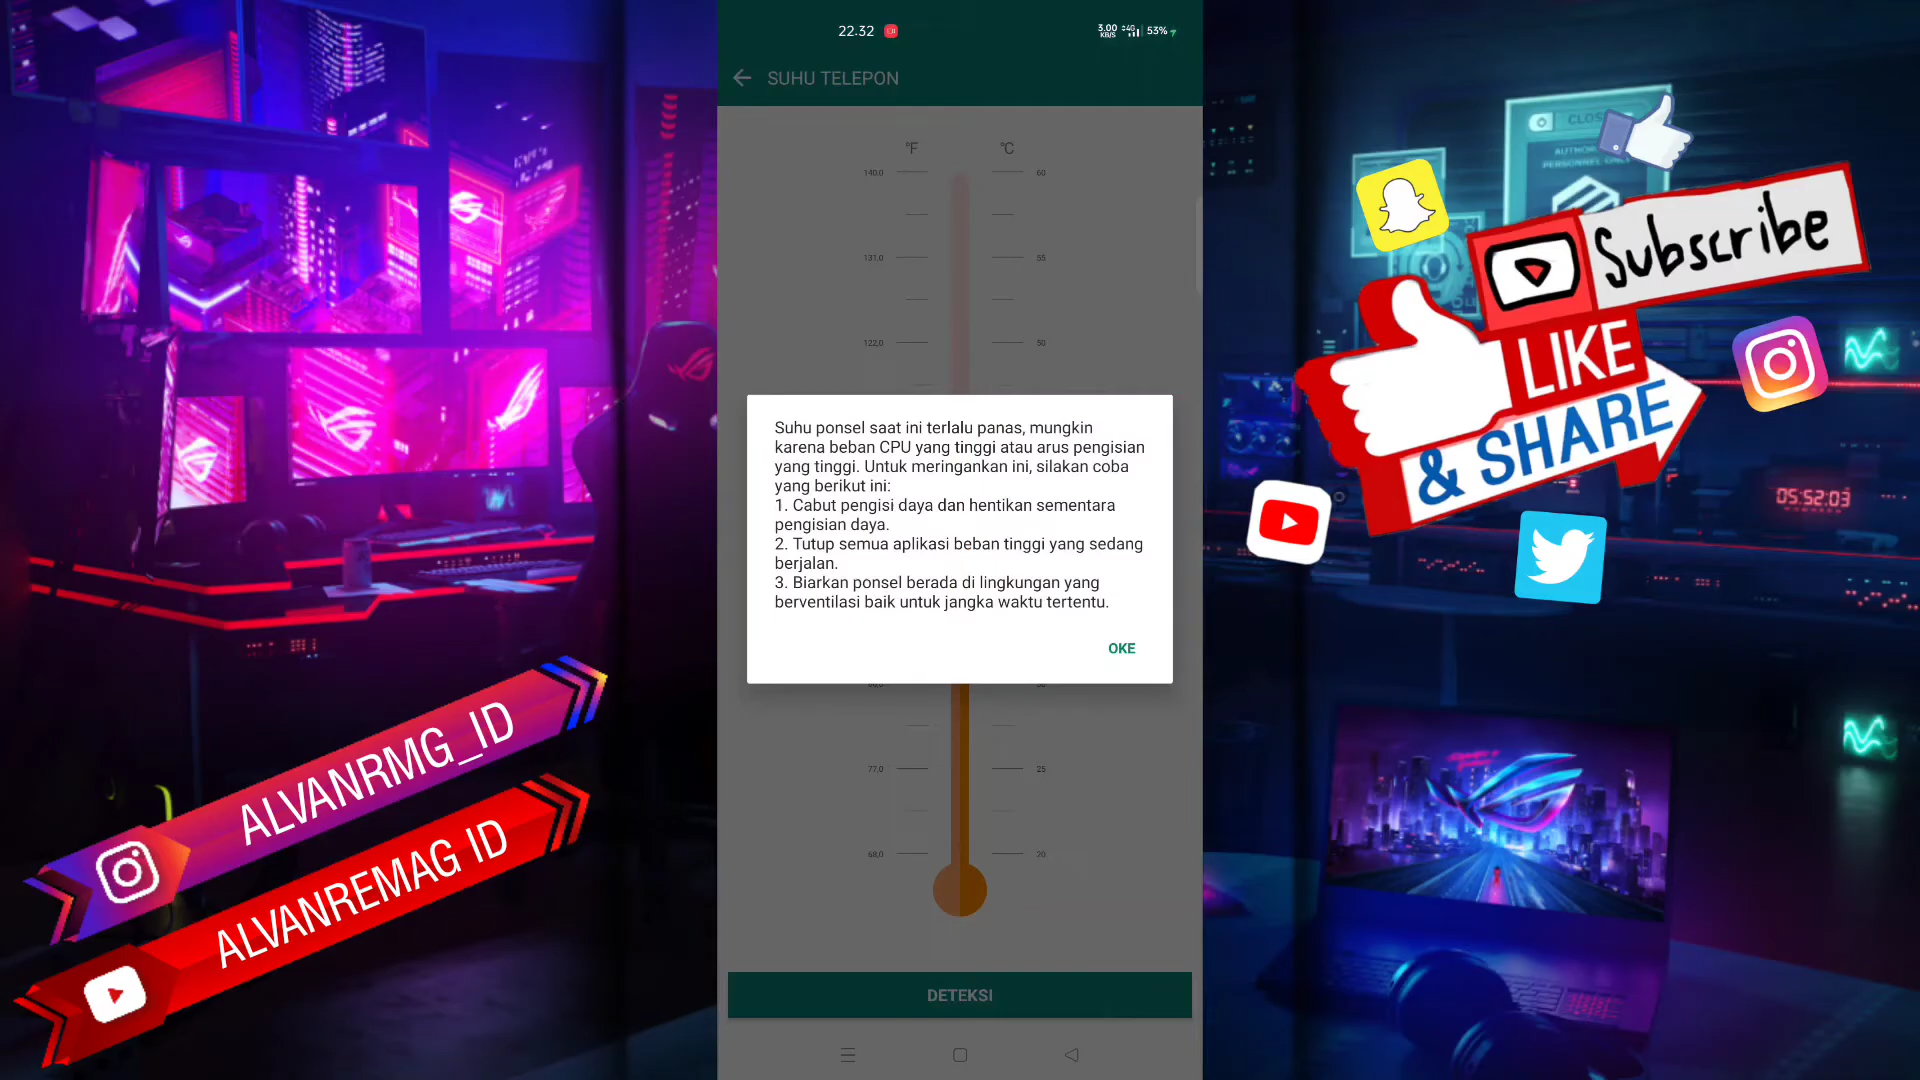 22.32
3.00
KB/S
4G
53%
SUHU TELEPON
°F
°C
140,0
60
131,0
55
122,0
50
Suhu ponsel saat ini terlalu panas, mungkin
karena beban CPU yang tinggi atau arus pengisian
yang tinggi. Untuk meringankan ini, silakan coba
yang berikut ini:
1. Cabut pengisi daya dan hentikan sementara
pengisian daya.
2. Tutup semua aplikasi beban tinggi yang sedang
berjalan.
3. Biarkan ponsel berada di lingkungan yang
berventilasi baik untuk jangka waktu tertentu.
OKE
77,0
25
68,0
20
DETEKSI
ALVANRMG_ID
ALVANREMAG ID
Subscribe
LIKE
& SHARE
05:52:03